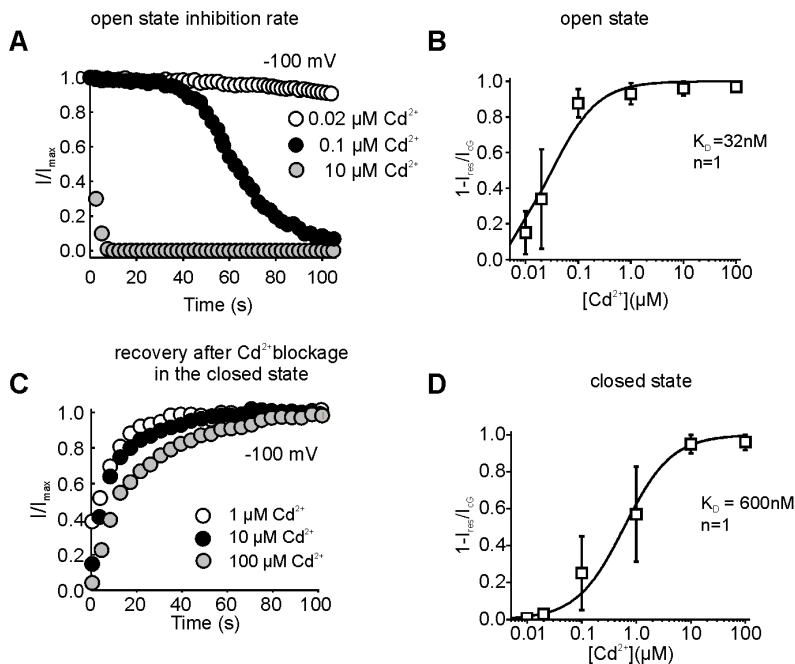 open state inhibition rate
A
-100 mV
1.0
0.8
0.6
0.4
0.2
0.0
I/Imax
0.02 µM Cd2+
0.1 µM Cd2+
10 µM Cd2+
0 20 40 60 80 100
Time (s)
open state
B
1.0
0.8
0.6
0.4
0.2
0.0
1-Ires/IcG
KD =32nM
n=1
0.01 0.1 1.0 10 100
[Cd2+](µM)
recovery after Cd2+blockage
in the closed state
C
1.0
0.8
0.6
0.4
0.2
0.0
I/Imax
-100 mV
1 µM Cd2+
10 µM Cd2+
100 µM Cd2+
0 20 40 60 80 100
Time (s)
closed state
D
1.0
0.8
0.6
0.4
0.2
0.0
1-Ires/IcG
KD = 600nM
n=1
0.01 0.1 1.0 10 100
[Cd2+](µM)